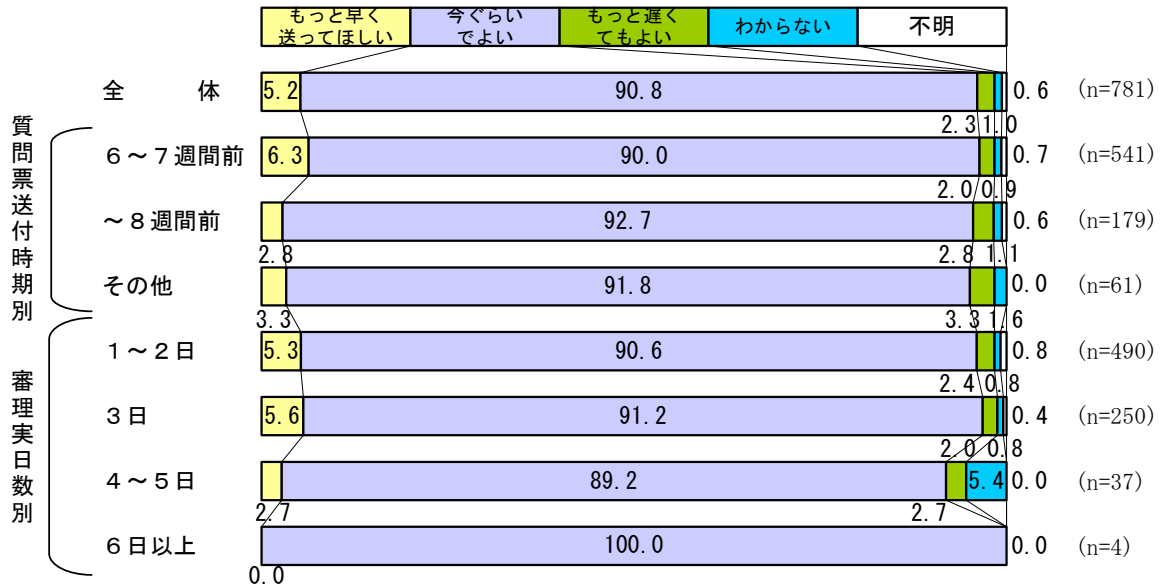 もっと早く
送ってほしい
今ぐらい
でよい
もっと遅く
てもよい
わからない
不明
全 体 5.2 90.8 0.6 (n=781)
2.3 1.0
質問票送付時期別
６～７週間前 6.3 90.0 0.7 (n=541)
2.0 0.9
～８週間前 92.7 0.6 (n=179)
2.8 2.8 1.1
その他 91.8 0.0 (n=61)
3.3 3.3 1.6
審理実日数別
１～２日 5.3 90.6 0.8 (n=490)
2.4 0.8
３日 5.6 91.2 0.4 (n=250)
2.0 0.8
４～５日 89.2 5.4 0.0 (n=37)
2.7 2.7
６日以上 100.0 0.0 (n=4)
0.0